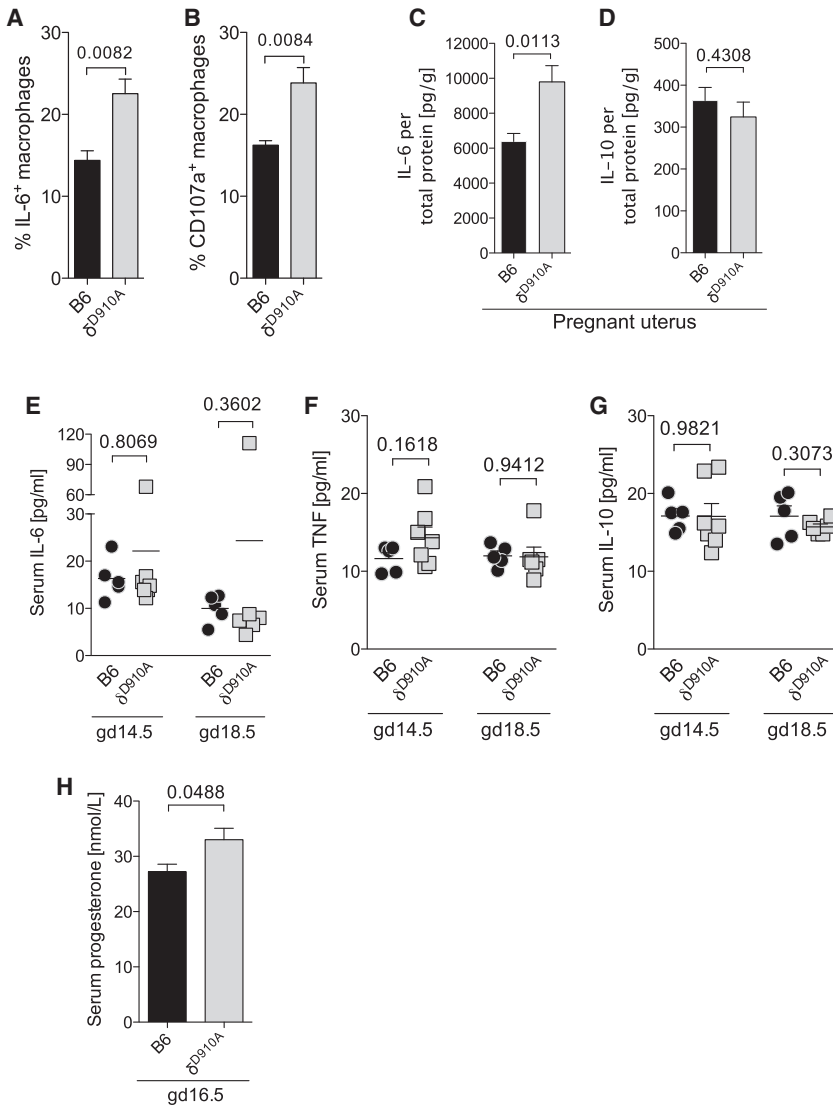 A
% IL-6⁺ macrophages
30
20
10
0
0.0082
B6
δᴰ⁹¹⁰ᴬ
B
% CD107a⁺ macrophages
30
20
10
0
0.0084
B6
δᴰ⁹¹⁰ᴬ
C
IL–6 per
total protein [pg/g]
12000
10000
8000
6000
4000
2000
0
0.0113
B6
δᴰ⁹¹⁰ᴬ
D
IL–10 per
total protein [pg/g]
500
400
300
200
100
0
0.4308
B6
δᴰ⁹¹⁰ᴬ
Pregnant uterus
E
Serum IL-6 [pg/ml]
120
100
80
60
30
20
10
0
0.8069
0.3602
B6
δᴰ⁹¹⁰ᴬ
B6
δᴰ⁹¹⁰ᴬ
gd14.5
gd18.5
F
Serum TNF [pg/ml]
30
20
10
0
0.1618
0.9412
B6
δᴰ⁹¹⁰ᴬ
B6
δᴰ⁹¹⁰ᴬ
gd14.5
gd18.5
G
Serum IL-10 [pg/ml]
30
20
10
0
0.9821
0.3073
B6
δᴰ⁹¹⁰ᴬ
B6
δᴰ⁹¹⁰ᴬ
gd14.5
gd18.5
H
Serum progesterone [nmol/L]
40
30
20
10
0
0.0488
B6
δᴰ⁹¹⁰ᴬ
gd16.5